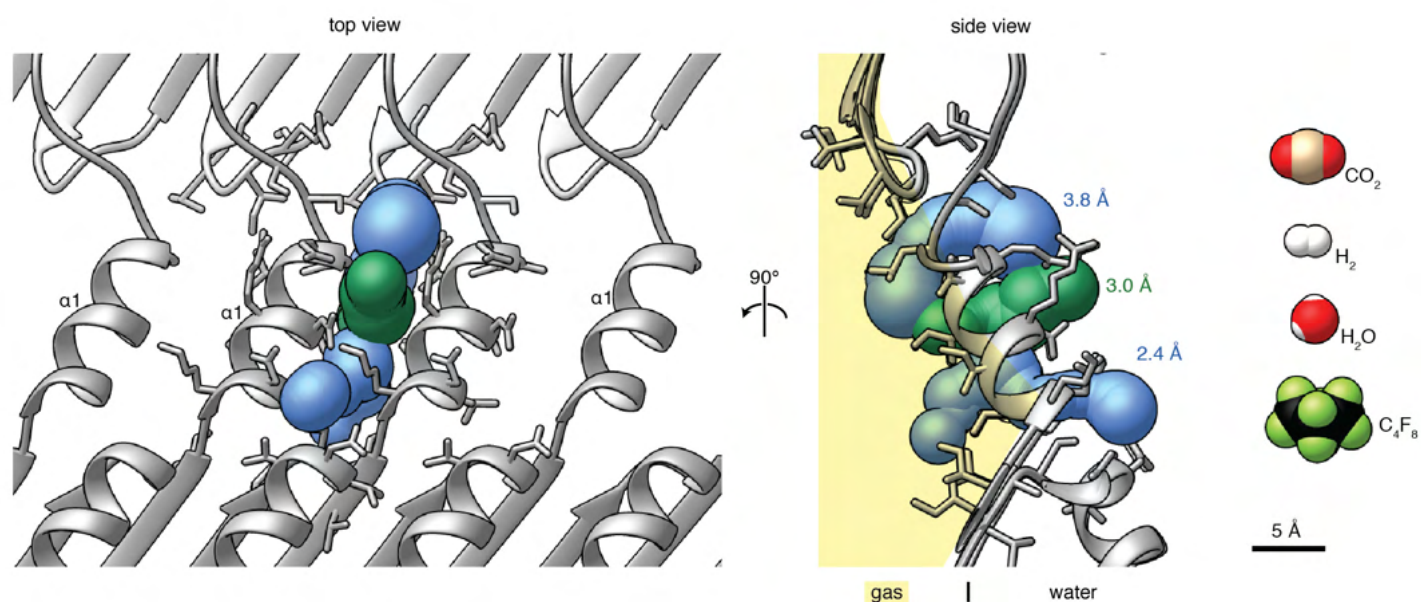 top view
side view
3.8 Å
CO₂
α1
α1
α1
90°
3.0 Å
H₂
2.4 Å
H₂O
C₄F₈
5 Å
gas | water